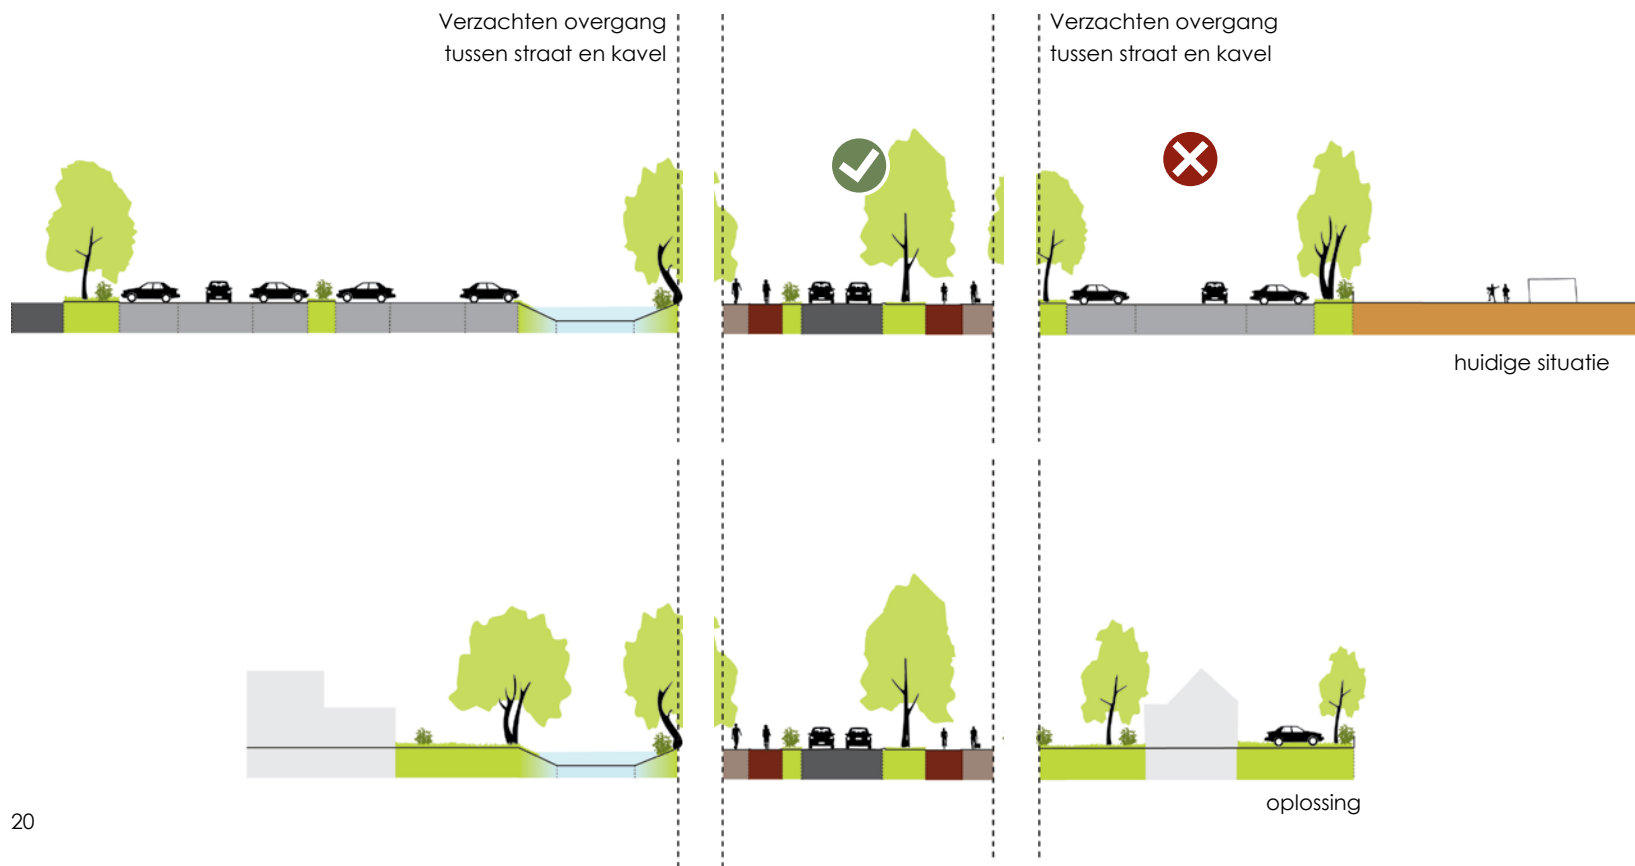 Verzachten overgang
tussen straat en kavel
Verzachten overgang
tussen straat en kavel
huidige situatie
oplossing
20